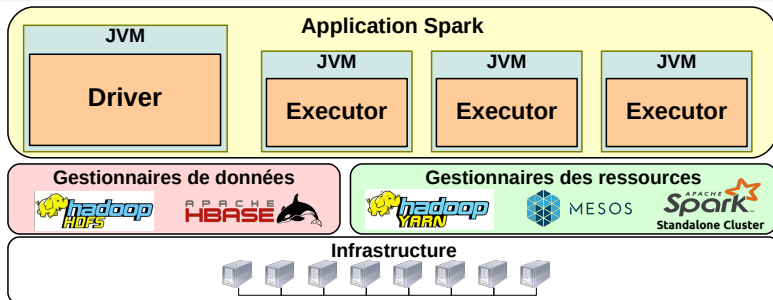 Application Spark
JVM
Driver
JVM
Executor
JVM
Executor
JVM
Executor
Gestionnaires de données
hadoop
HDFS
APACHE
HBASE
Gestionnaires des ressources
hadoop
YARN
MESOS
APACHE
Spark
Standalone Cluster
Infrastructure